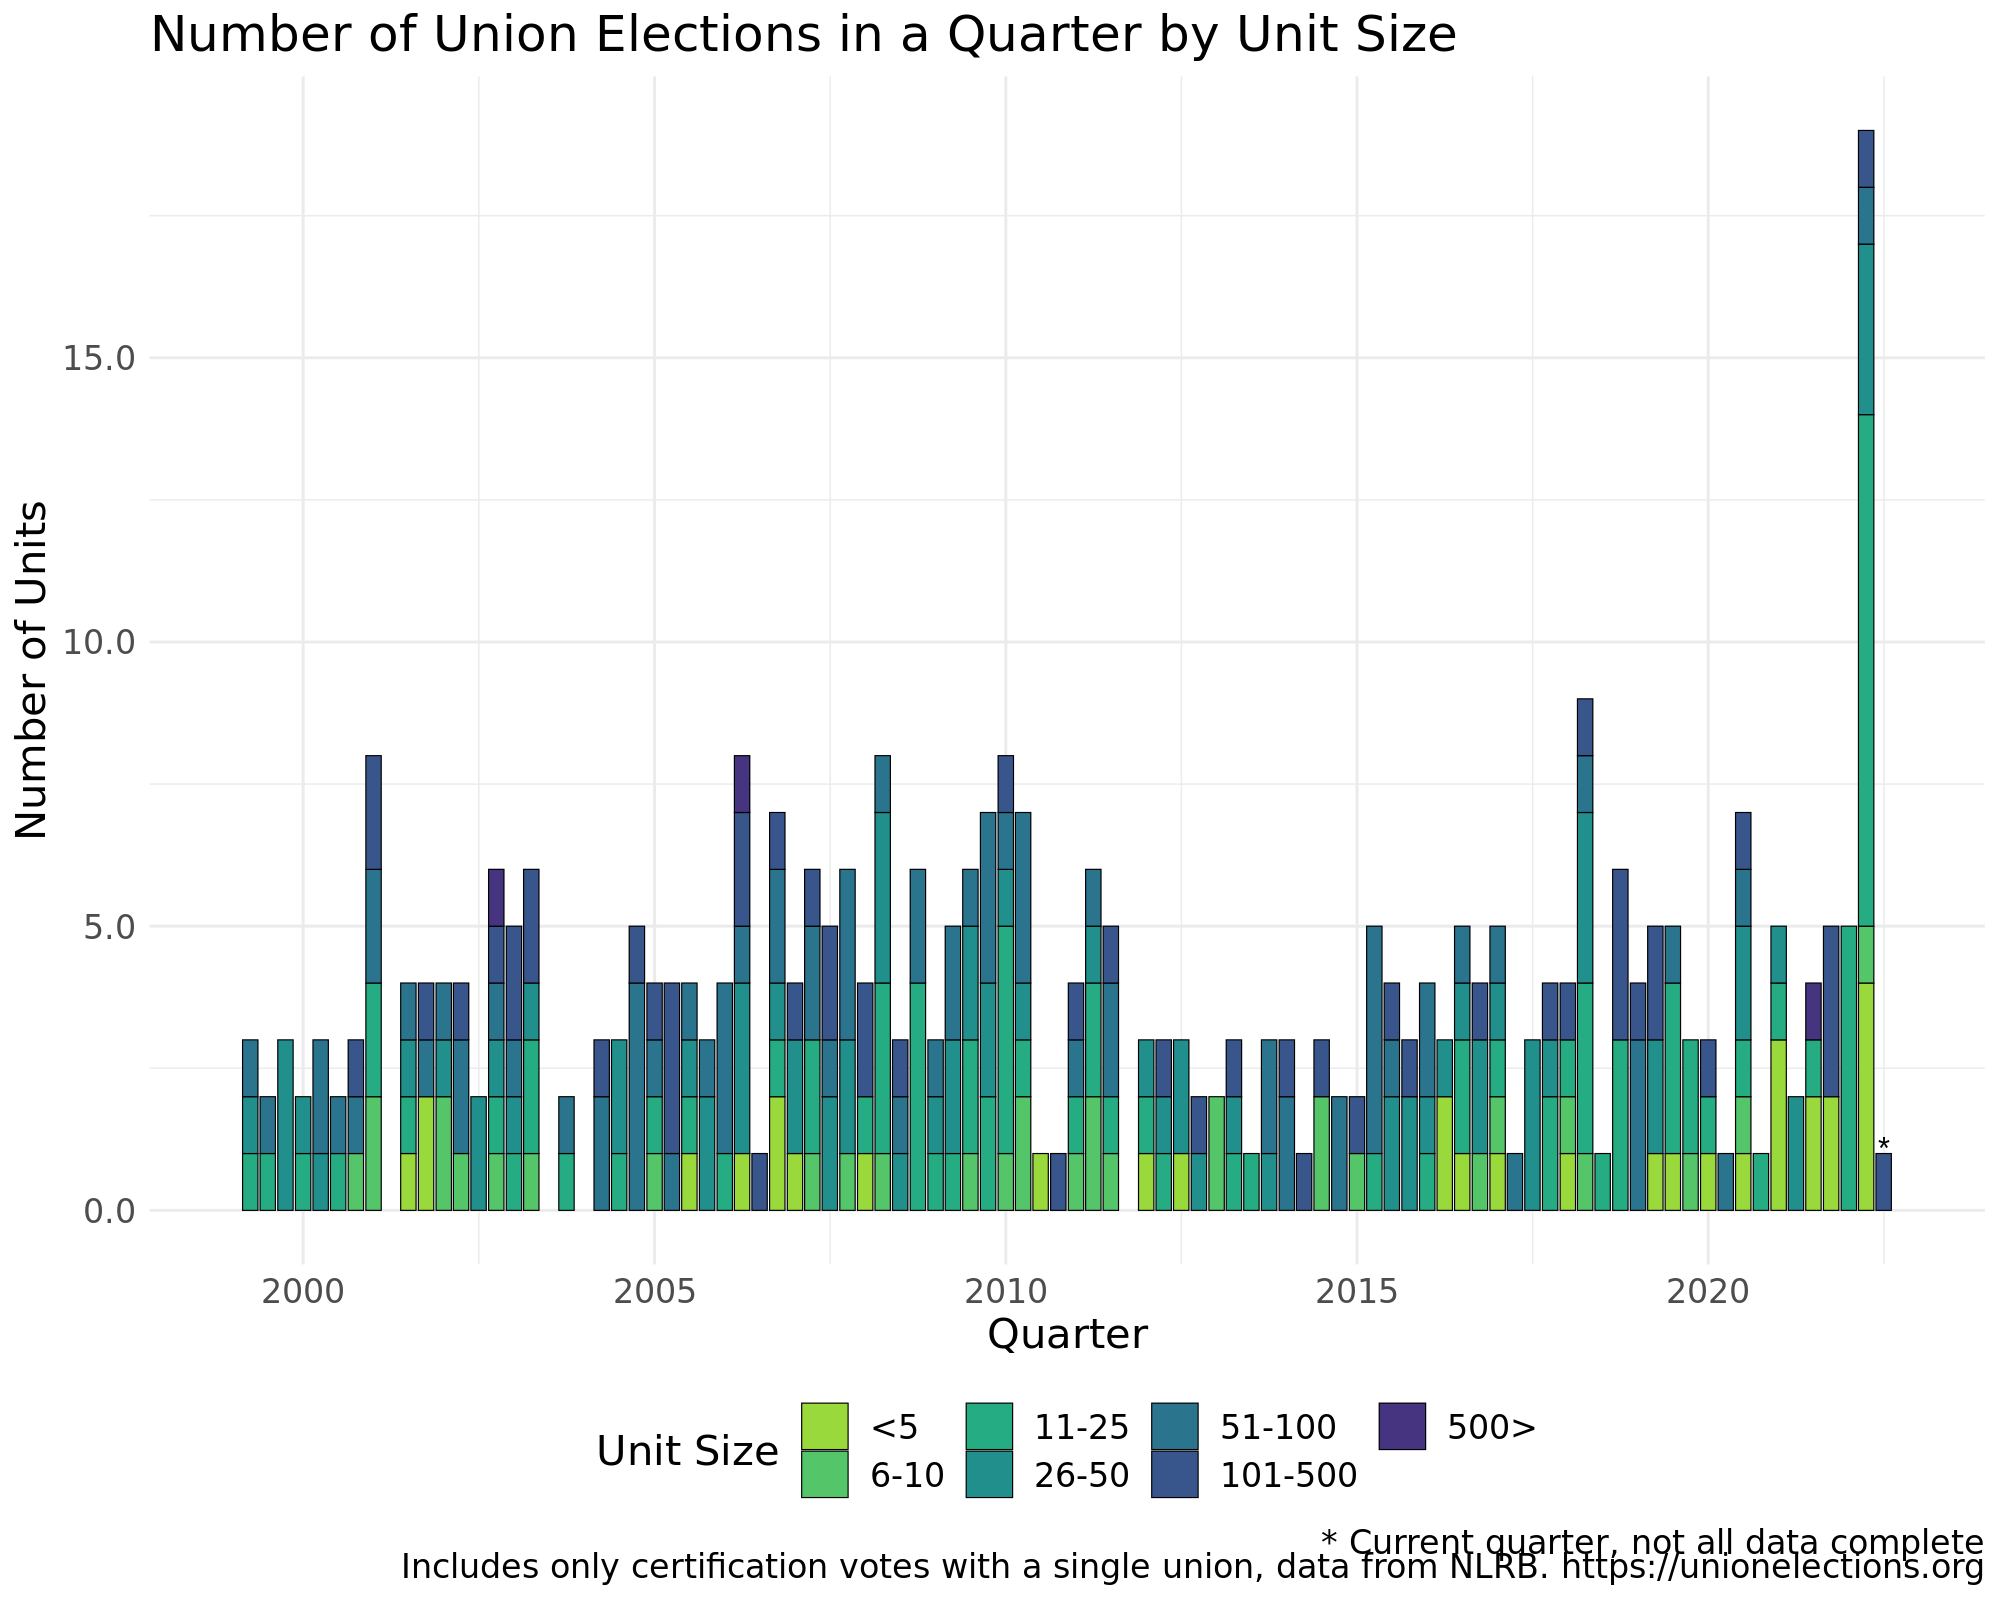 Number of Union Elections in a Quarter by Unit Size
Number of Units
15.0
10.0
5.0
0.0
*
2000 2005 2010 2015 2020
Quarter
Unit Size
<5 11-25 51-100 500>
6-10 26-50 101-500
* Current quarter, not all data complete
Includes only certification votes with a single union, data from NLRB. https://unionelections.org